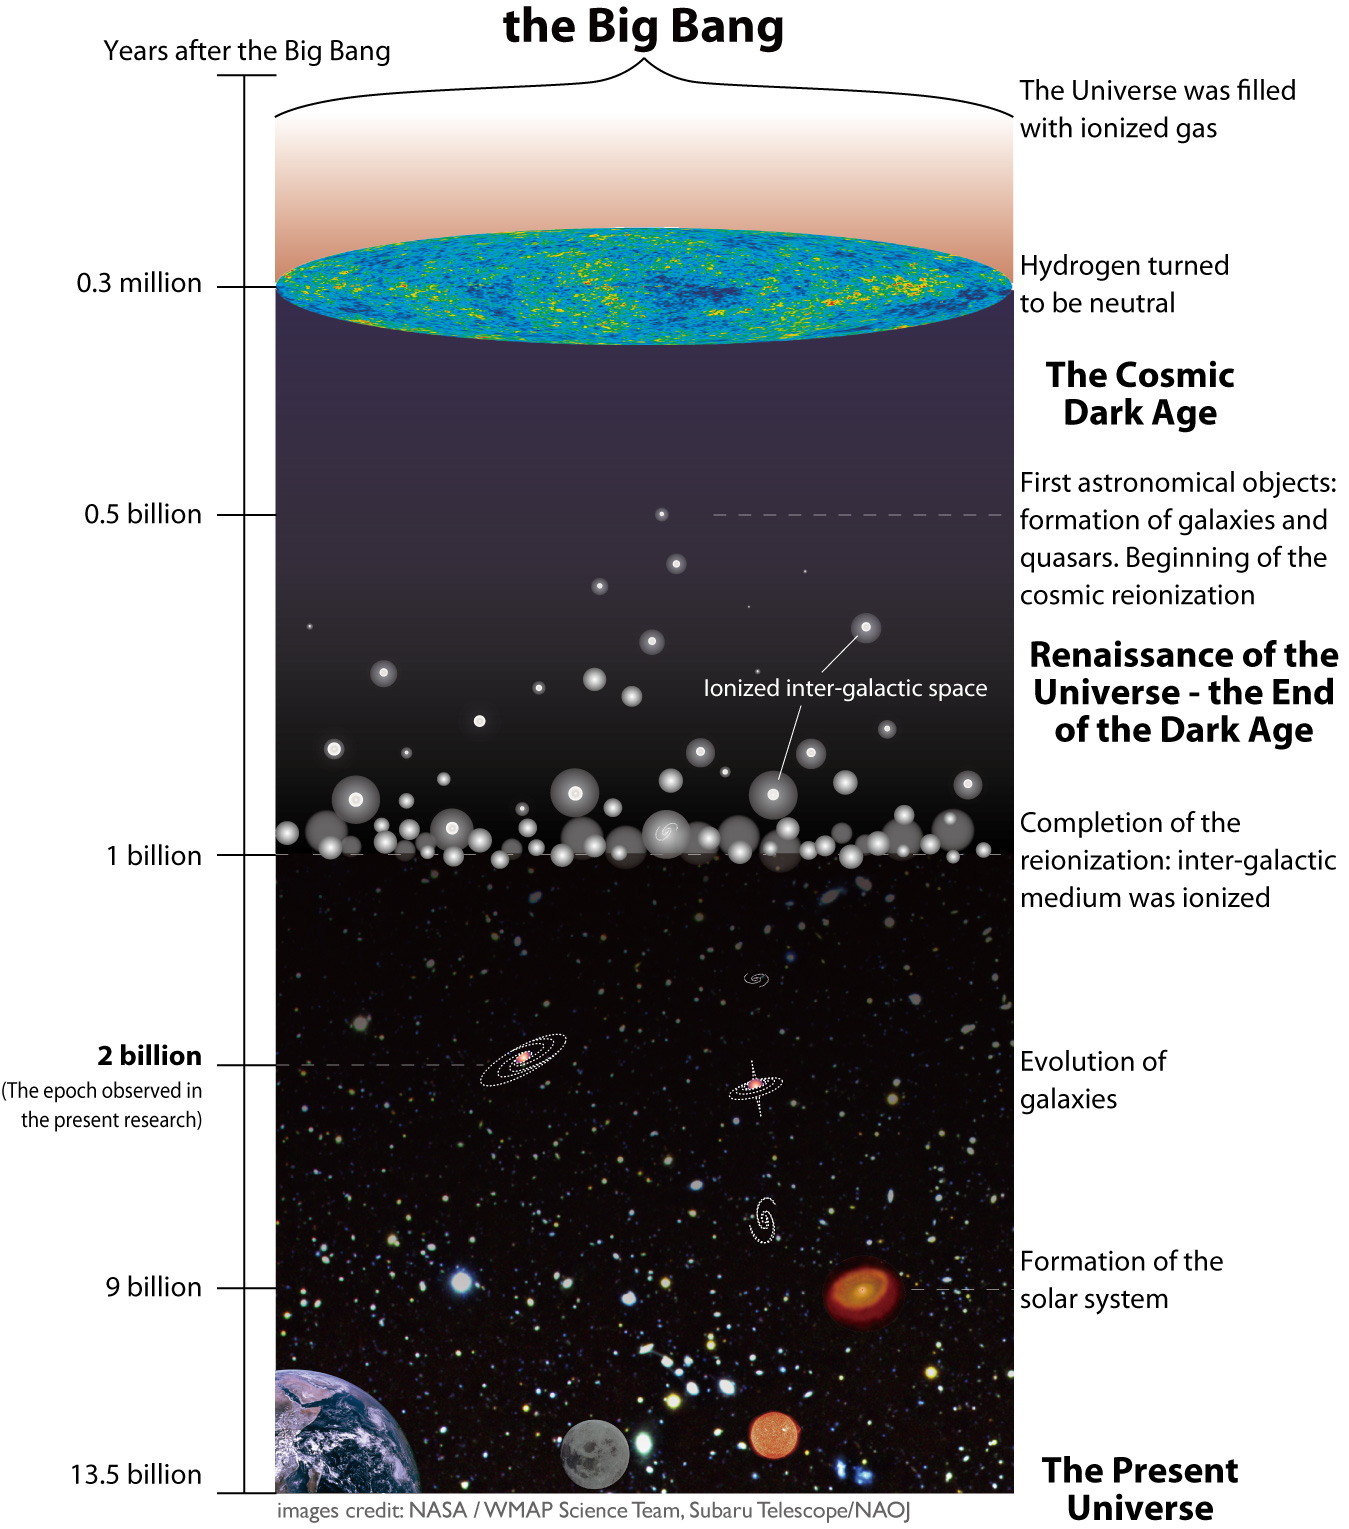 the Big Bang
Years after the Big Bang
The Universe was filled
with ionized gas
0.3 million
Hydrogen turned
to be neutral
The Cosmic
Dark Age
0.5 billion
First astronomical objects:
formation of galaxies and
quasars. Beginning of the
cosmic reionization
Renaissance of the
Universe - the End
of the Dark Age
Ionized inter-galactic space
1 billion
Completion of the
reionization: inter-galactic
medium was ionized
2 billion
(The epoch observed in
the present research)
Evolution of
galaxies
9 billion
Formation of the
solar system
13.5 billion
The Present
Universe
images credit: NASA / WMAP Science Team, Subaru Telescope/NAOJ